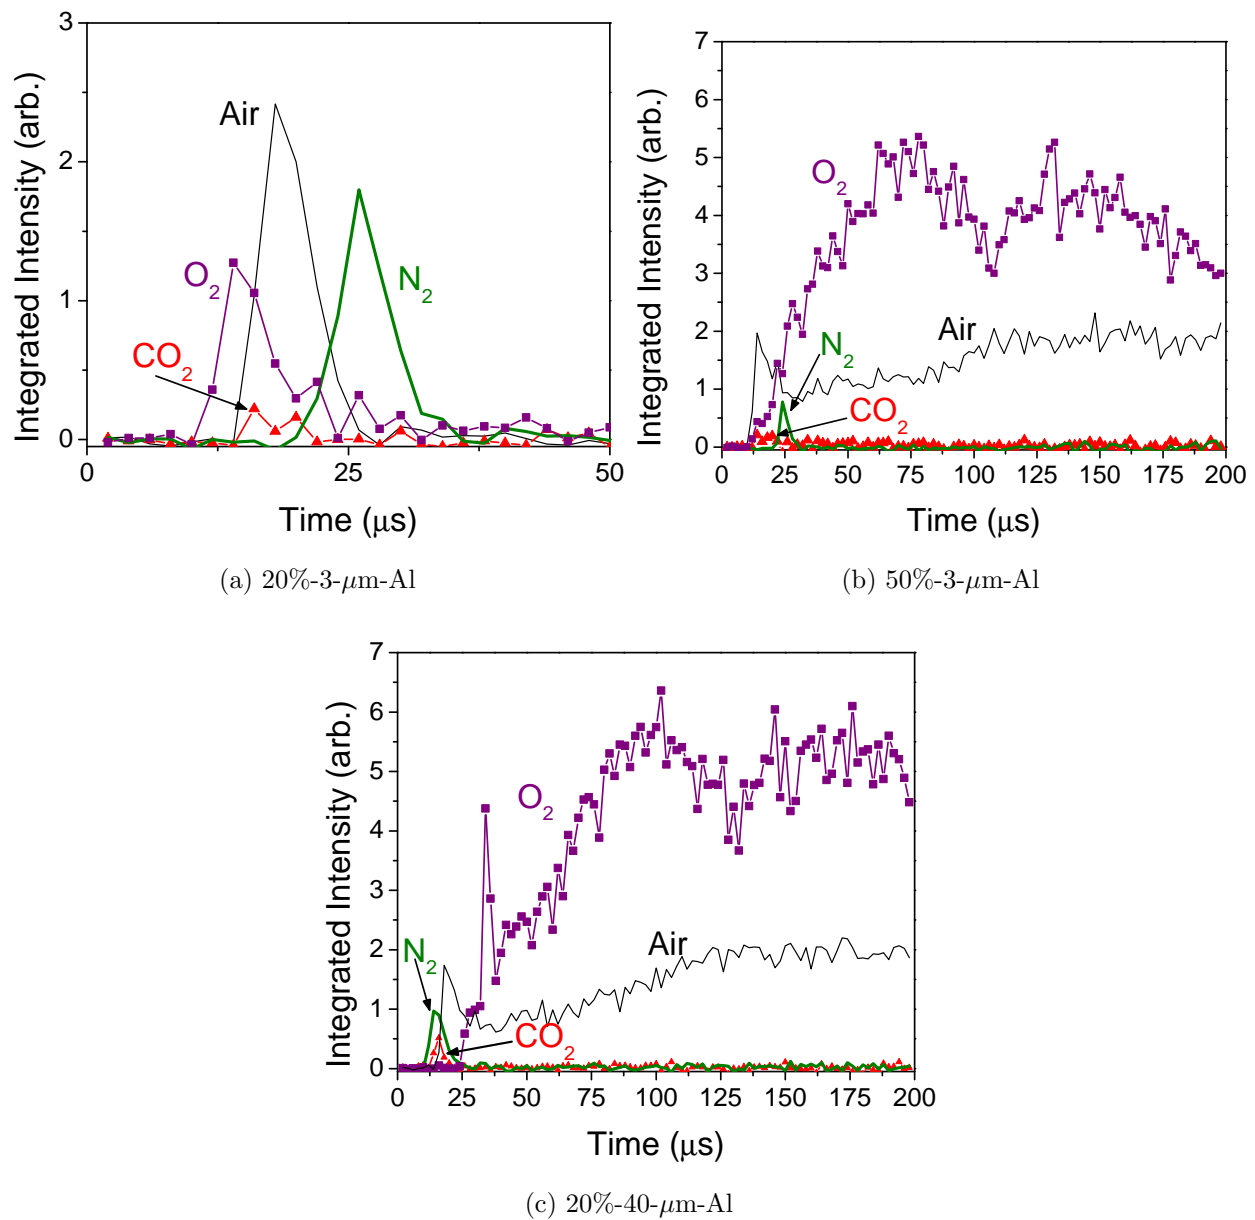 Integrated Intensity (arb.)
3
2
1
0
Air
O₂
N₂
CO₂
0
25
50
Time (μs)
(a) 20%-3-μm-Al
Integrated Intensity (arb.)
7
6
5
4
3
2
1
0
O₂
Air
N₂
CO₂
0
25
50
75
100
125
150
175
200
Time (μs)
(b) 50%-3-μm-Al
Integrated Intensity (arb.)
7
6
5
4
3
2
1
0
O₂
N₂
Air
CO₂
0
25
50
75
100
125
150
175
200
Time (μs)
(c) 20%-40-μm-Al